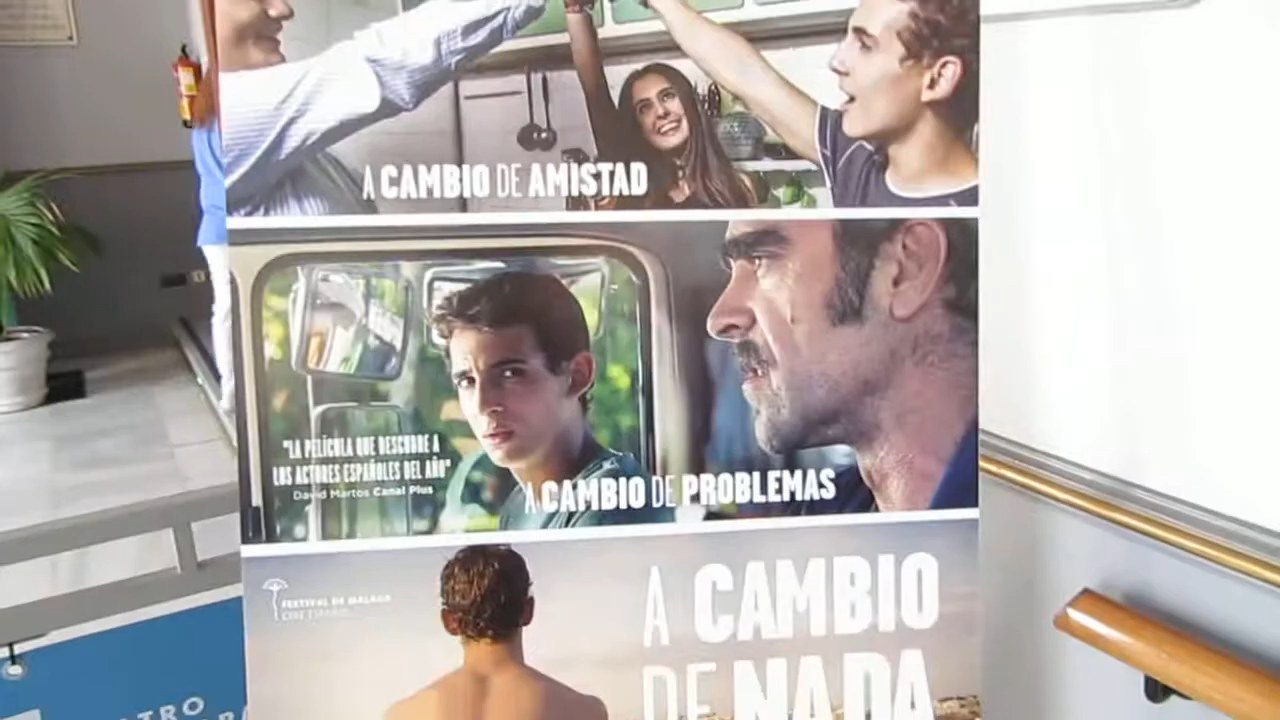 A CAMBIO DE AMISTAD
"LA PELÍCULA QUE DESCUBRE A
LOS ACTORES ESPAÑOLES DEL AÑO"
David Martos Canal Plus
A CAMBIO DE PROBLEMAS
FESTIVAL DE MÁLAGA
CINE ESPAÑOL
A CAMBIO
DE NADA